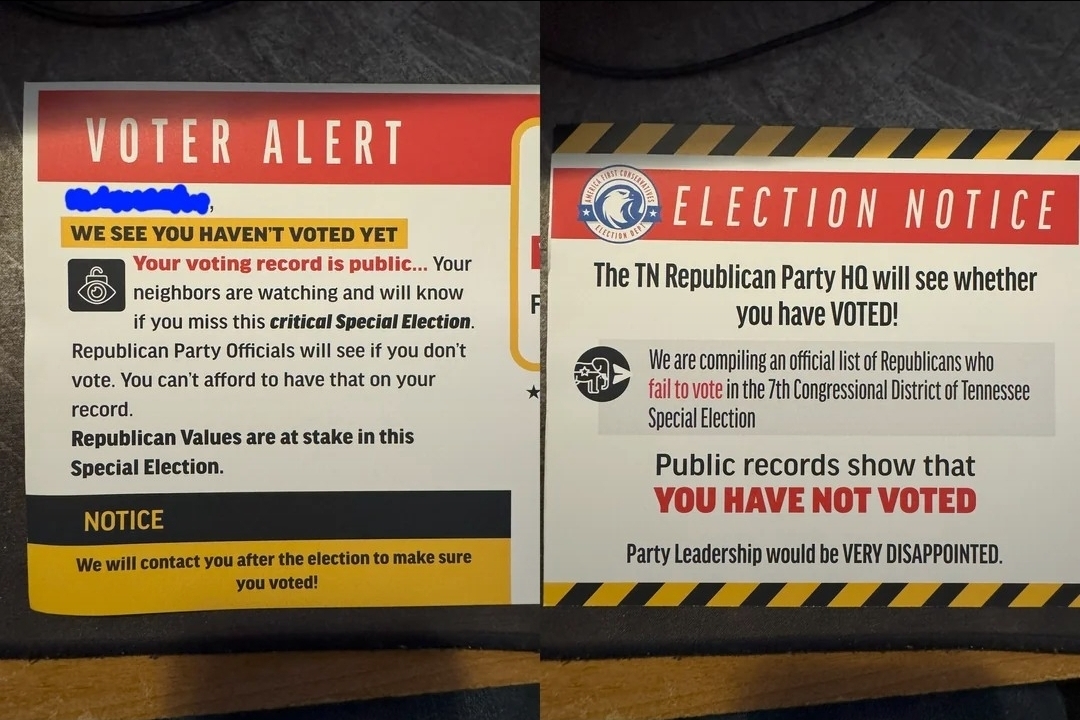 VOTER ALERT
,
WE SEE YOU HAVEN'T VOTED YET
Your voting record is public... Your
neighbors are watching and will know
if you miss this critical Special Election.
Republican Party Officials will see if you don't
vote. You can't afford to have that on your
record.
Republican Values are at stake in this
Special Election.
NOTICE
We will contact you after the election to make sure
you voted!
F
AMERICA FIRST CONSERVATIVES
ELECTION DEPT
ELECTION NOTICE
The TN Republican Party HQ will see whether
you have VOTED!
We are compiling an official list of Republicans who
fail to vote in the 7th Congressional District of Tennessee
Special Election
Public records show that
YOU HAVE NOT VOTED
Party Leadership would be VERY DISAPPOINTED.